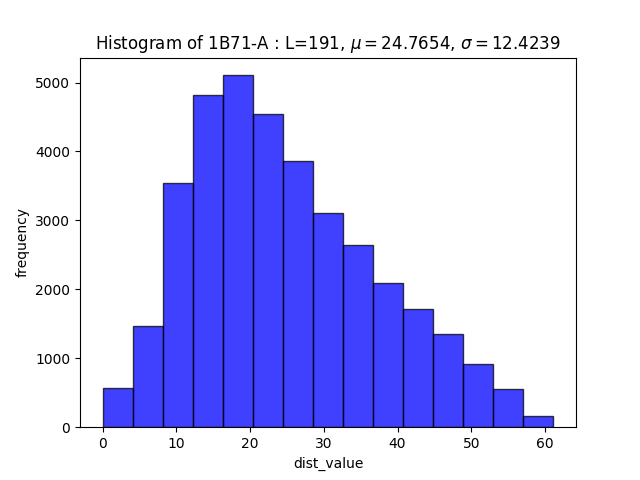 Histogram of 1B71-A : L=191, μ = 24.7654, σ = 12.4239
5000
4000
3000
2000
1000
0
frequency
0 10 20 30 40 50 60
dist_value